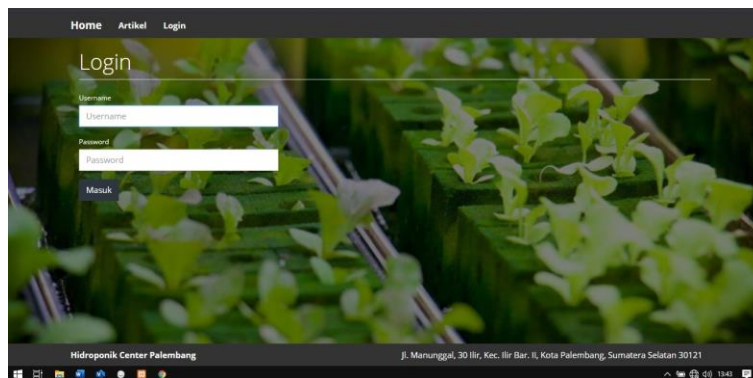 Home Artikel Login
Login
Username
Username
Password
Password
Masuk
Hidroponik Center Palembang
Jl. Manunggal, 30 Ilir, Kec. Ilir Bar. II, Kota Palembang, Sumatera Selatan 30121
1343